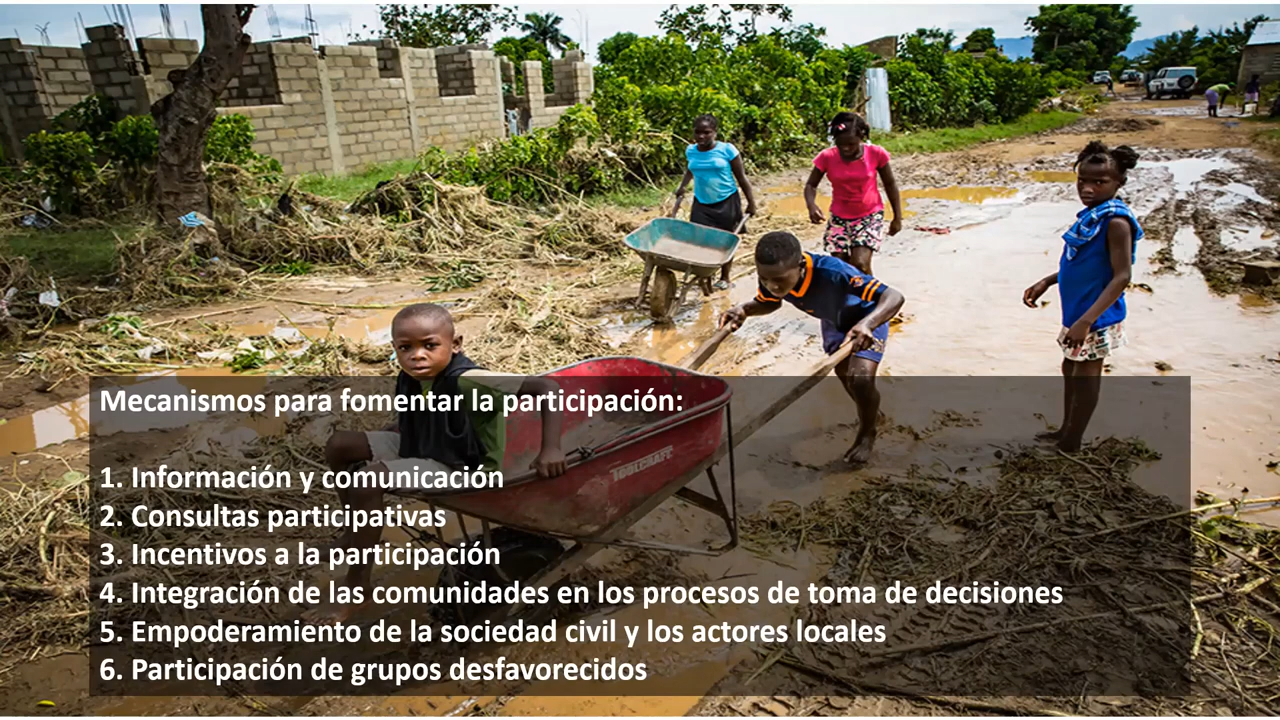 Mecanismos para fomentar la participación:
1. Información y comunicación
2. Consultas participativas
3. Incentivos a la participación
4. Integración de las comunidades en los procesos de toma de decisiones
5. Empoderamiento de la sociedad civil y los actores locales
6. Participación de grupos desfavorecidos
TOOLCRAFT